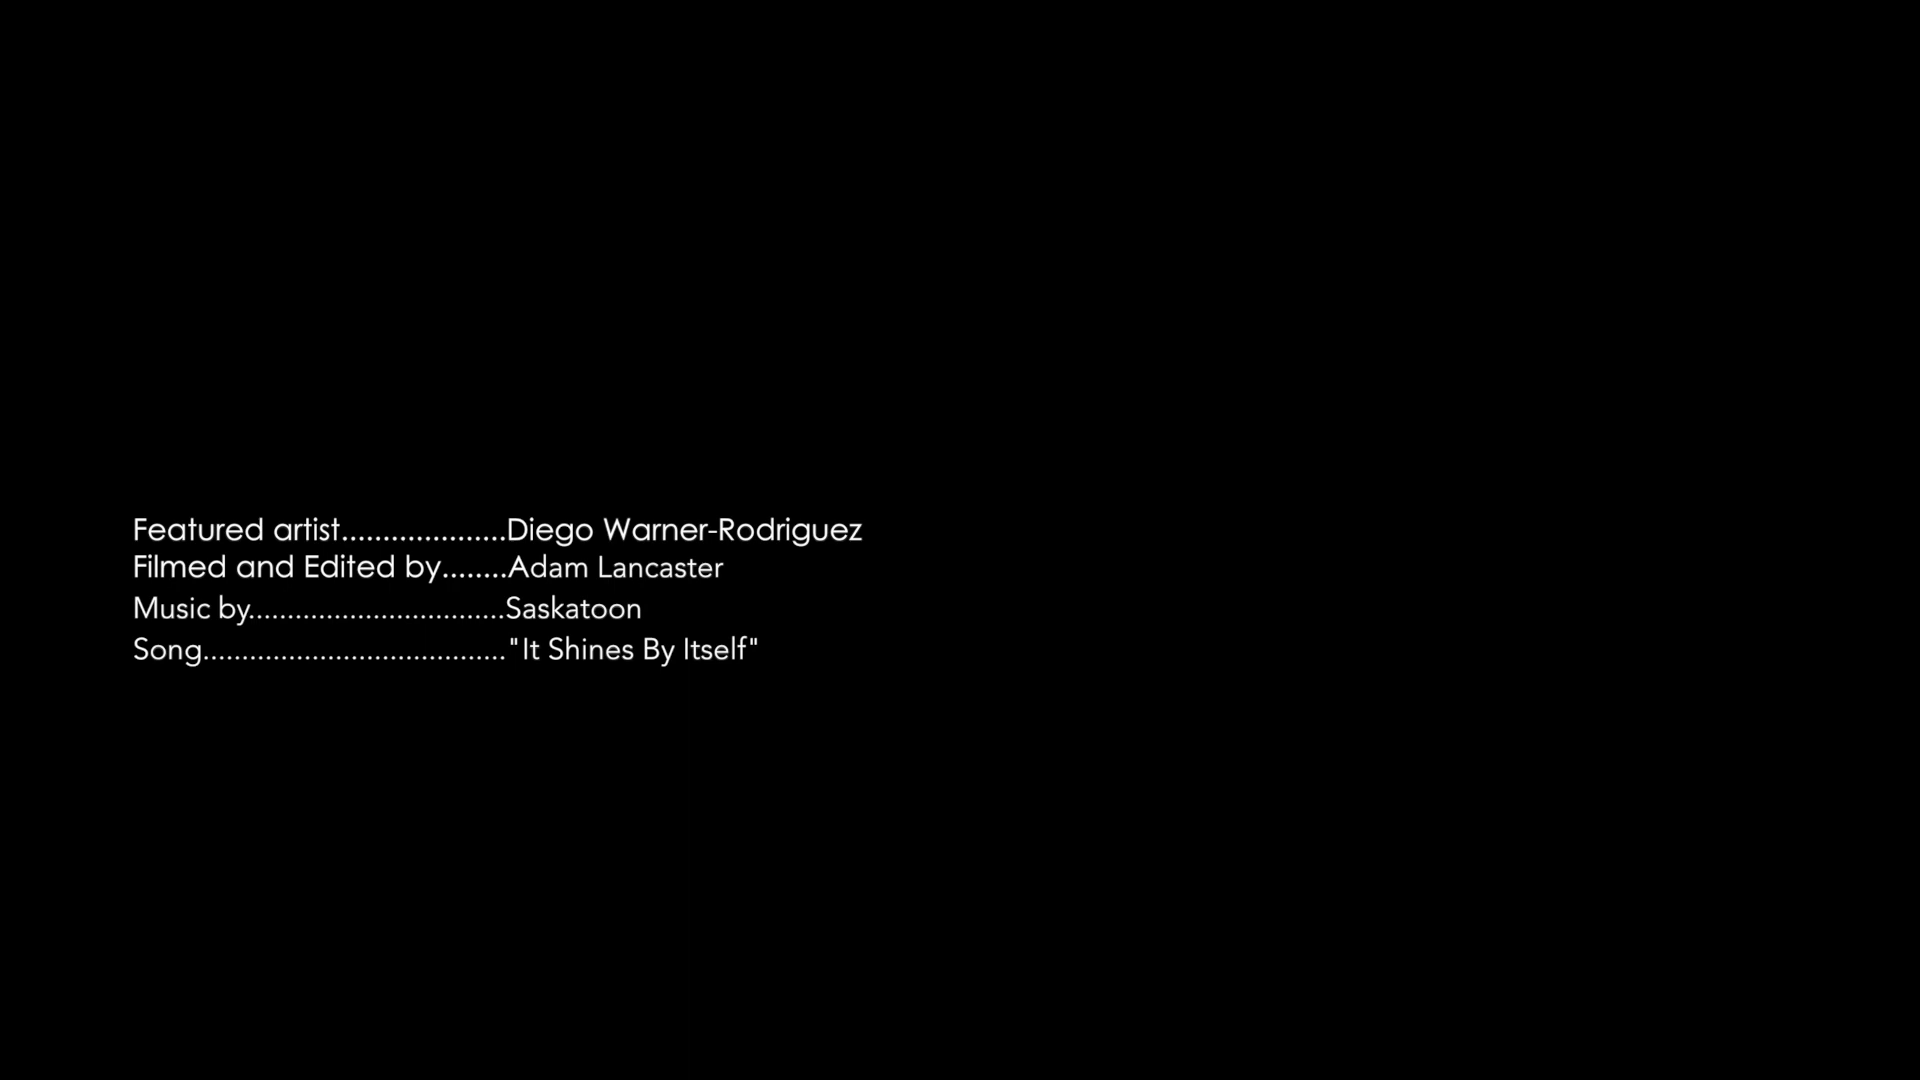 Featured artist....................Diego Warner-Rodriguez
Filmed and Edited by........Adam Lancaster
Music by.................................Saskatoon
Song.......................................“It Shines By Itself"